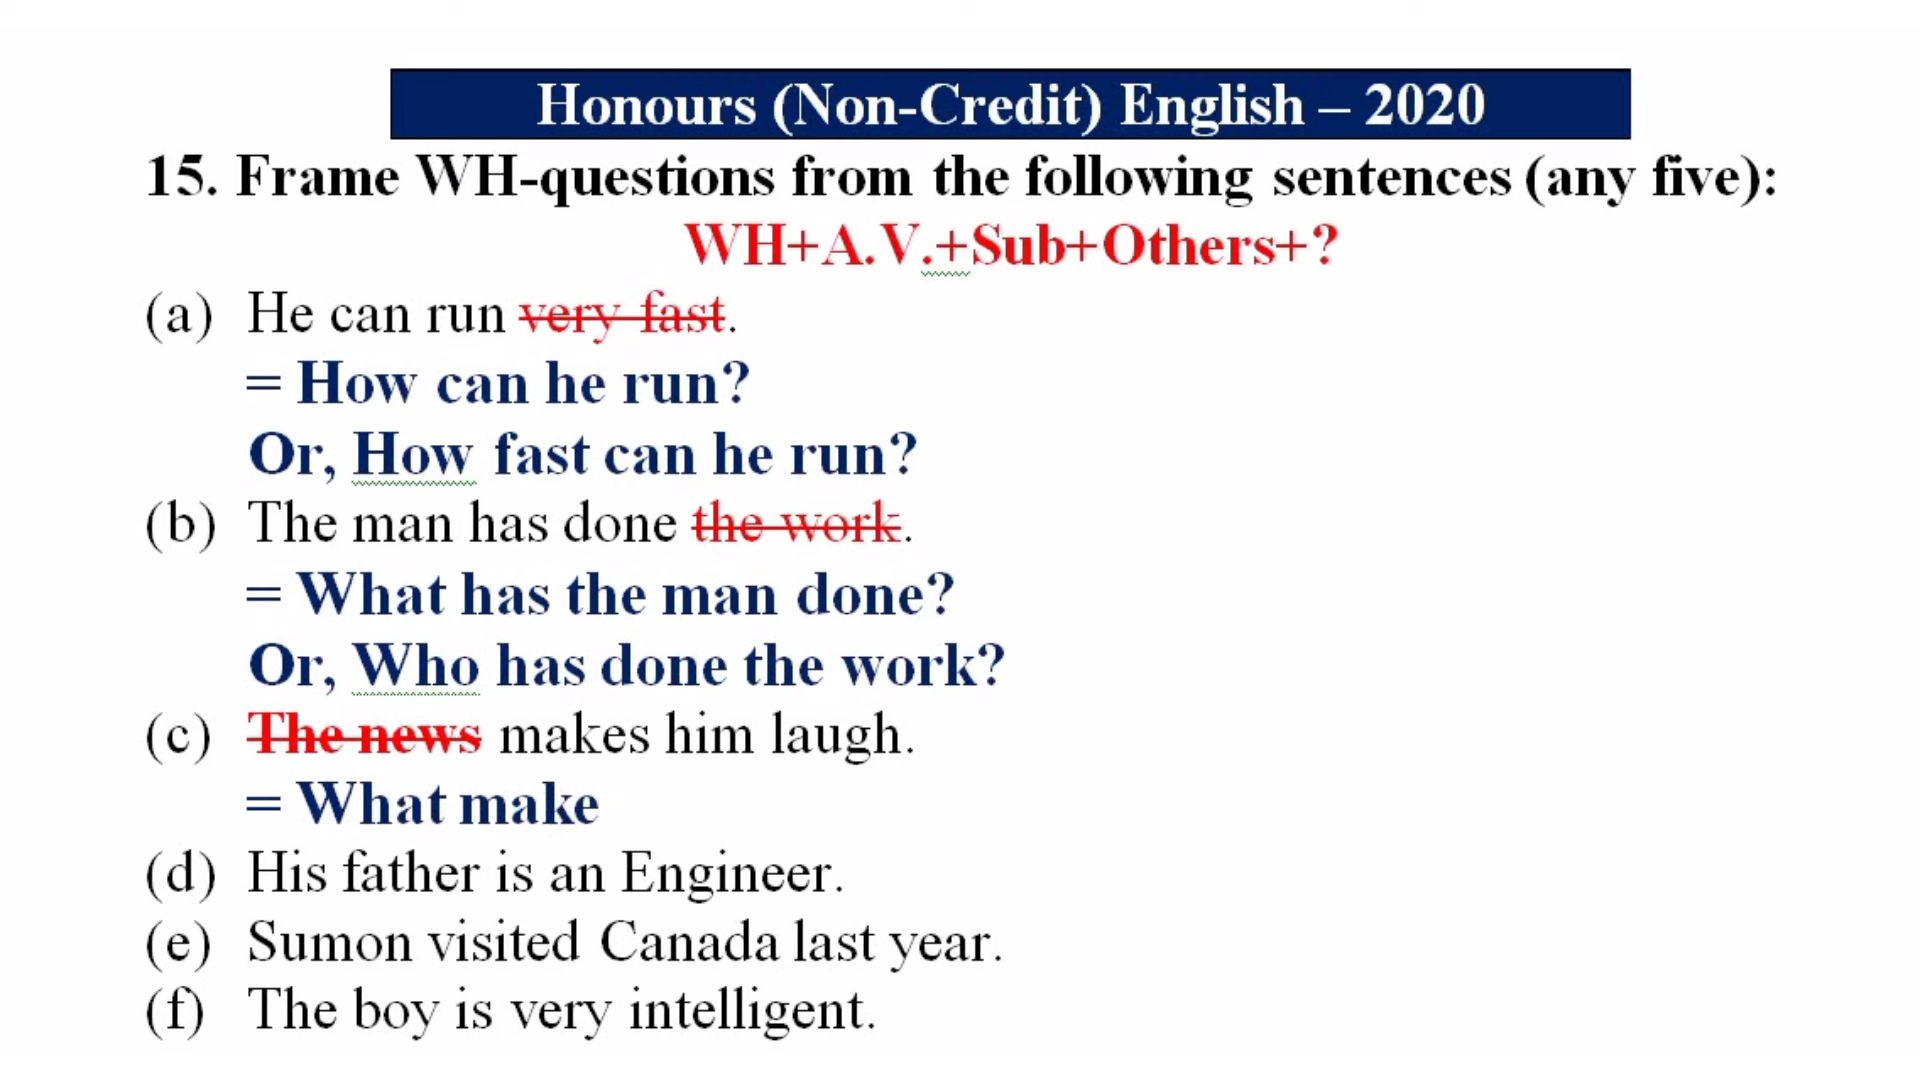 Honours (Non-Credit) English – 2020
15. Frame WH-questions from the following sentences (any five):
WH+A.V.+Sub+Others+?
(a) He can run very fast.
= How can he run?
Or, How fast can he run?
(b) The man has done the work.
= What has the man done?
Or, Who has done the work?
(c) The news makes him laugh.
= What make
(d) His father is an Engineer.
(e) Sumon visited Canada last year.
(f) The boy is very intelligent.